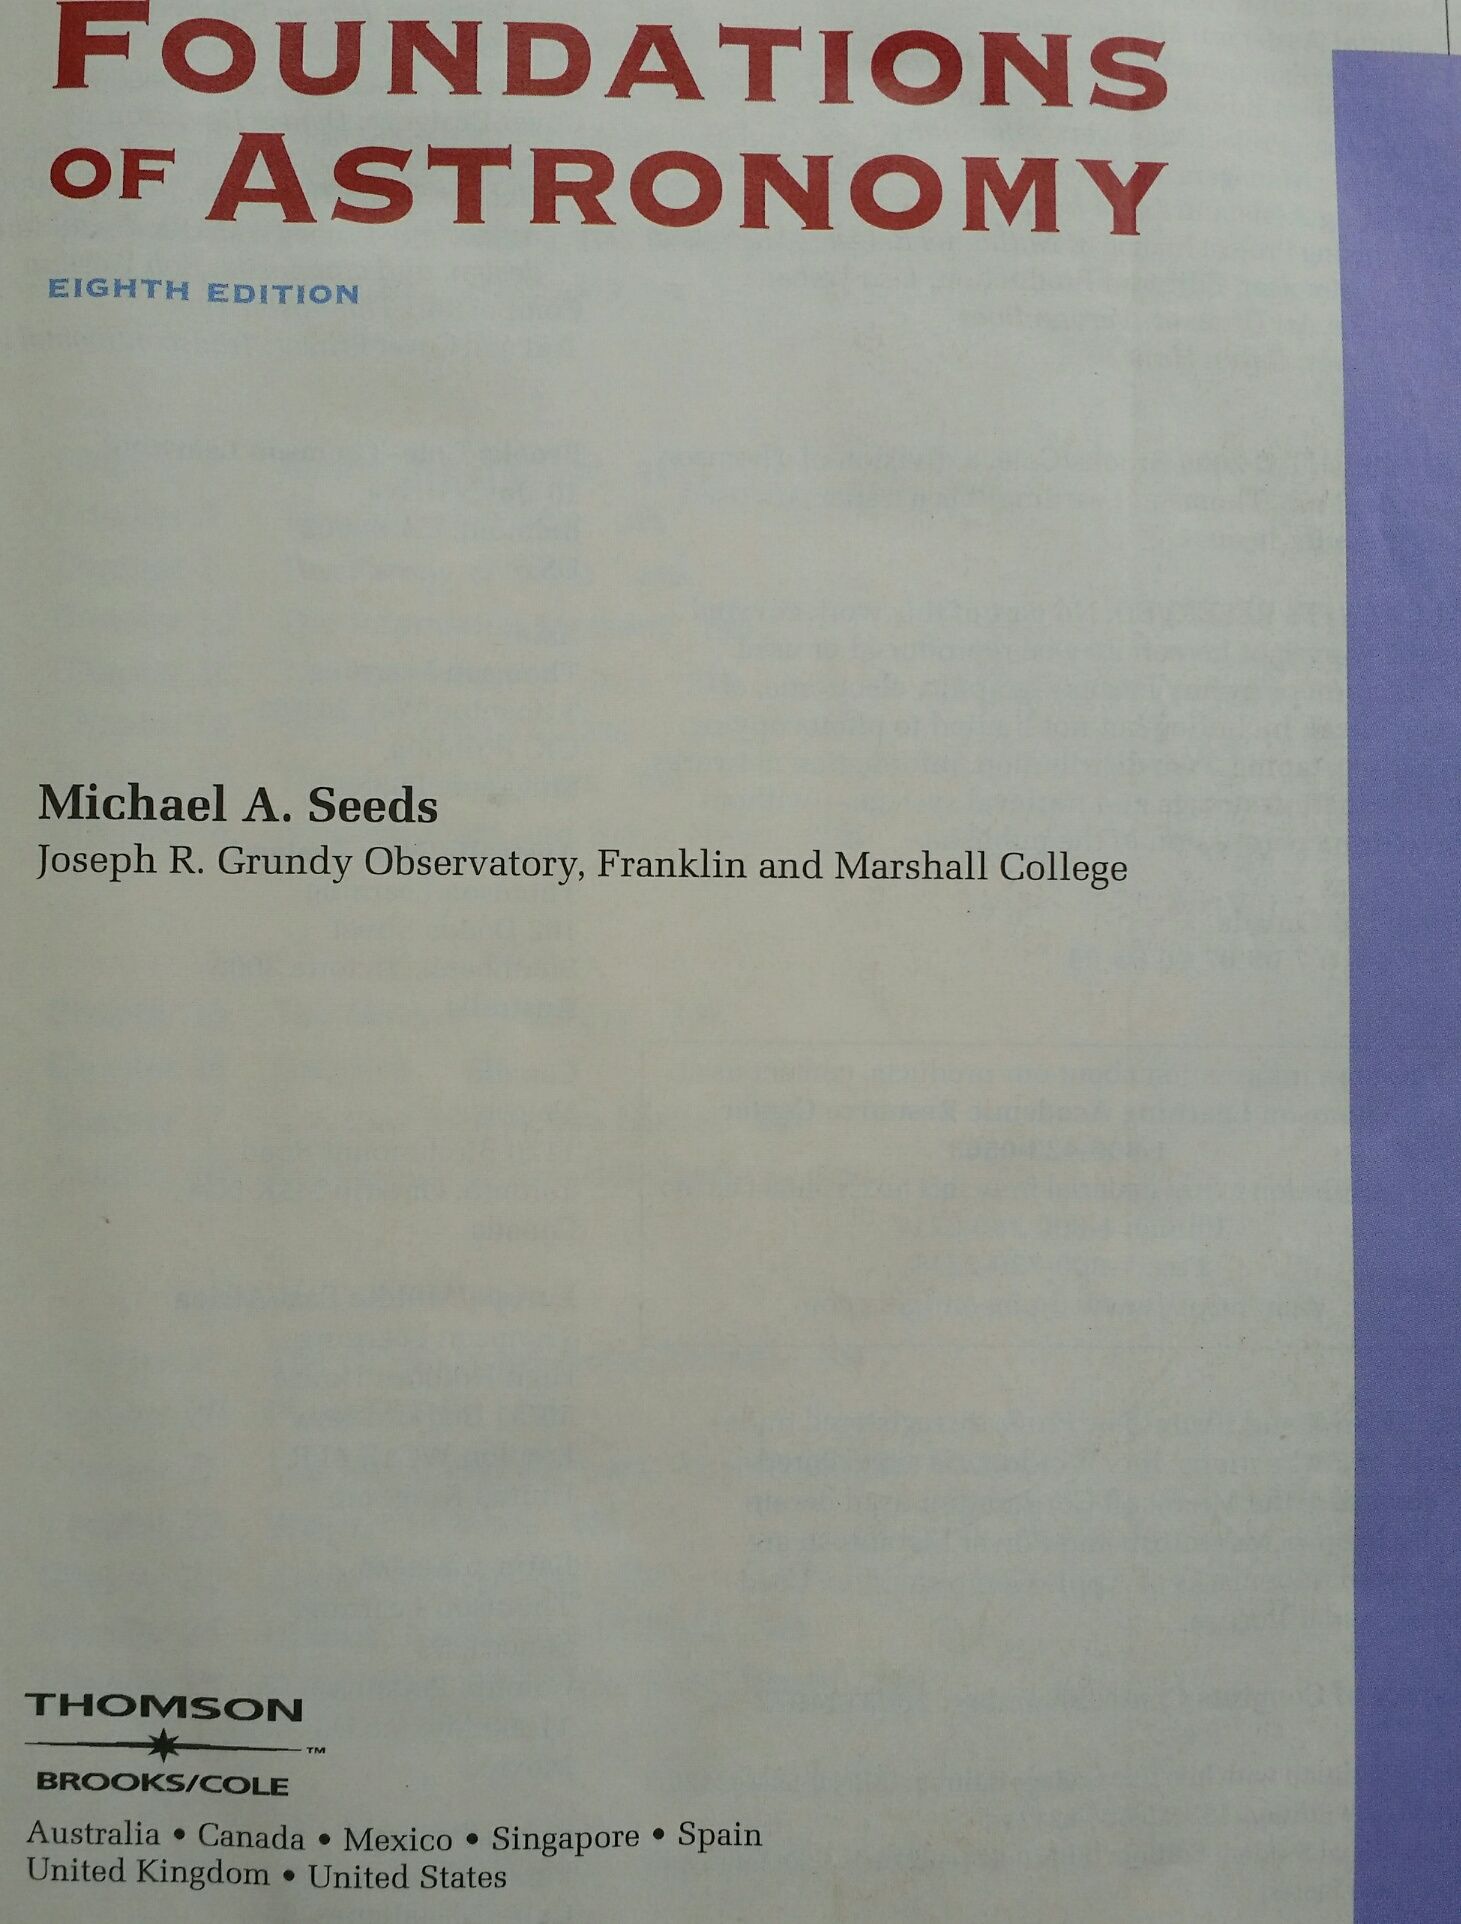 FOUNDATIONS
OF ASTRONOMY
EIGHTH EDITION
Michael A. Seeds
Joseph R. Grundy Observatory, Franklin and Marshall College
THOMSON
™
BROOKS/COLE
Australia • Canada • Mexico • Singapore • Spain
United Kingdom • United States